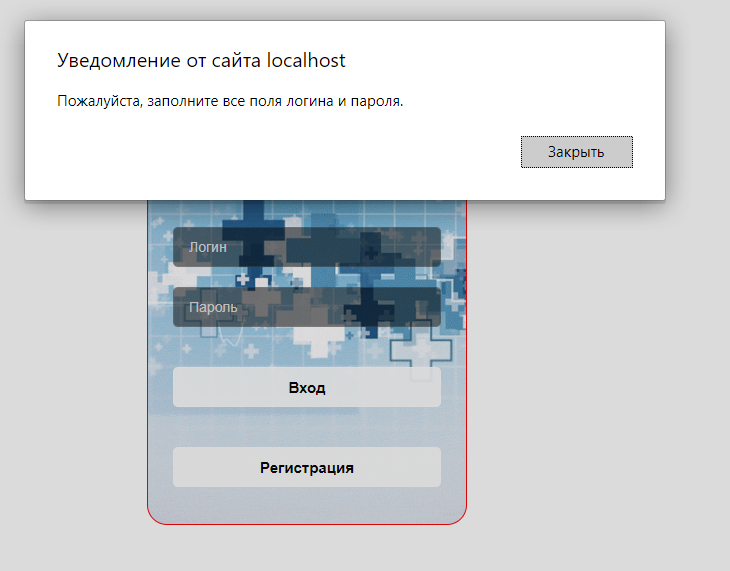 Уведомление от сайта localhost
Пожалуйста, заполните все поля логина и пароля.
Закрыть
Логин
Пароль
Вход
Регистрация